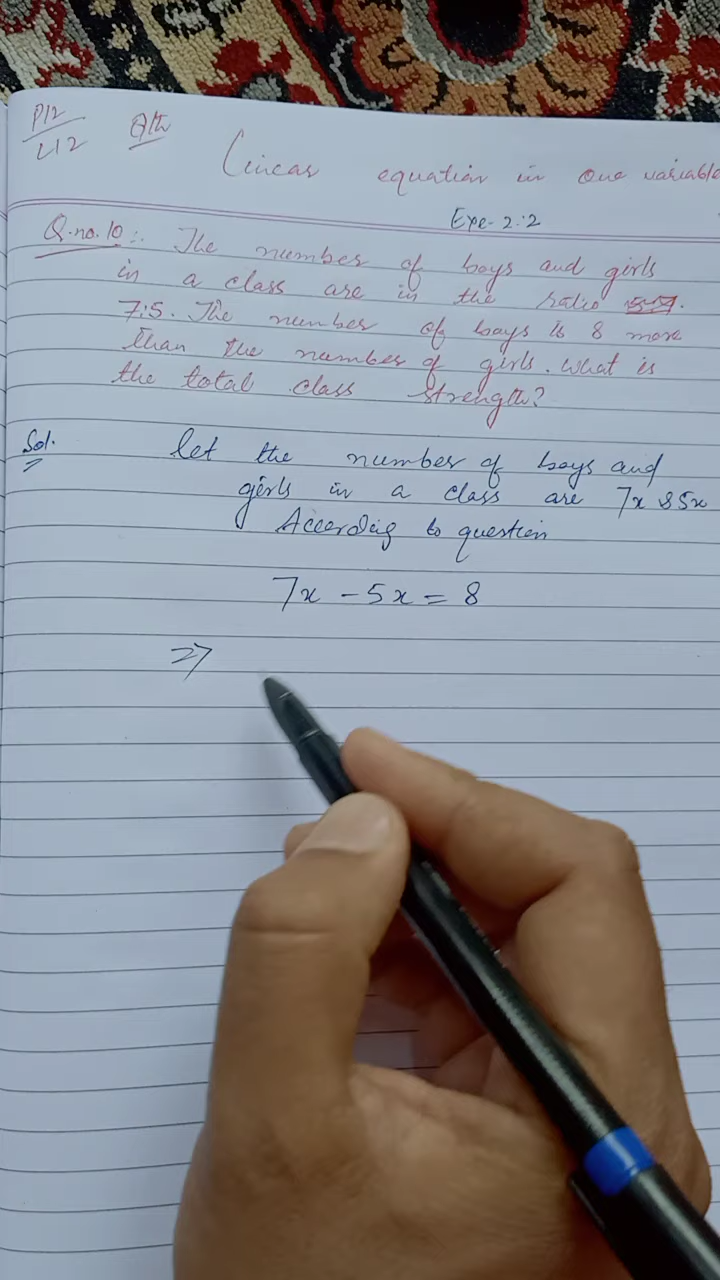 P12
L12
8th
Linear equation in one variable
Exe- 2:2
Q.no.10:. The number of boys and girls
in a class are in the ratio
7:5. The number of boys is 8 more
than the number of girls. What is
the total class strength?
Sol. let the number of boys and
girls in a class are 7x & 5x
According to question
7x - 5x = 8
=>